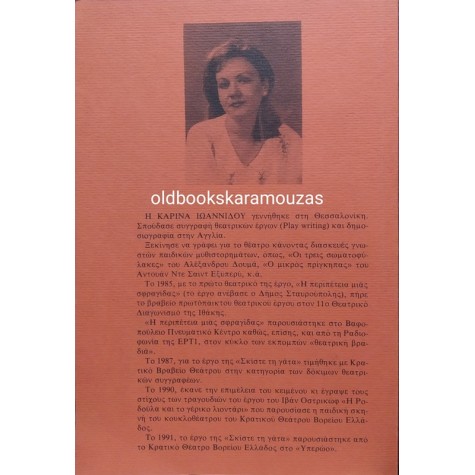 oldbookskaramouzas
Η ΚΑΡΙΝΑ ΙΩΑΝΝΙΔΟΥ γεννήθηκε στη Θεσσαλονίκη.
Σπούδασε συγγραφή θεατρικών έργων (Play writing) και δημο-
σιογραφία στην Αγγλία.
Ξεκίνησε να γράφει για το θέατρο κάνοντας διασκευές γνω-
στών παιδικών μυθιστορημάτων, όπως, «Οι τρεις σωματοφύ-
λακες» του Αλέξανδρου Δουμά, «Ο μικρός πρίγκηπας» του
Αντουάν Ντε Σαιντ Εξυπερύ, κ.ά.
Το 1985, με το πρώτο θεατρικό της έργο, «Η περιπέτεια μιάς
σφραγίδας» (το έργο ανέβασε ο Δήμος Σταυρούπολης), πήρε
το βραβείο πρωτόπαικτου θεατρικού έργου στον 11ο Θεατρικό
Διαγωνισμό της Ιθάκης.
«Η περιπέτεια μιάς σφραγίδας» παρουσιάστηκε στο Βαφο-
πούλειο Πνευματικό Κέντρο καθώς, επίσης, και από τη Ραδιο-
φωνία της ΕΡΤ1, στον κύκλο των εκπομπών «θεατρική βρα-
διά».
Το 1987, για το έργο της «Σκίστε τη γάτα» τιμήθηκε με Κρα-
τικό Βραβείο Θεάτρου στην κατηγορία των δόκιμων θεατρι-
κών συγγραφέων.
Το 1990, έκανε την επιμέλεια του κειμένου κι έγραψε τους
στίχους των τραγουδιών του έργου του Ιβάν Οστρικώφ «Η Ρο-
δούλα και το γέρικο λιοντάρι» που παρουσίασε η παιδική σκη-
νή του κουκλοθέατρου του Κρατικού Θεάτρου Βορείου Ελλά-
δος.
Το 1991, το έργο της «Σκίστε τη γάτα» παρουσιάστηκε από
το Κρατικό Θέατρο Βορείου Ελλάδος στο «Υπερώο».